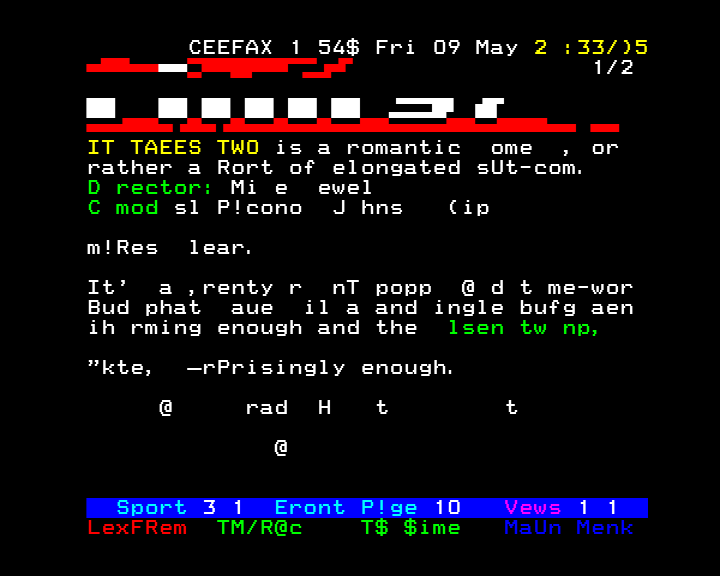 CEEFAX 1 54$ Fri 09 May 2 :33/)5
1/2
IT TAEES TWO is a romantic ome , or
rather a Rort of elongated sUt-com.
D rector: Mi e ewel
C mod sl P!cono J hns (ip
m!Res lear.
It' a ,renty r nT popp @ d t me-wor
Bud phat aue il a and ingle bufg aen
ih rming enough and the lsen tw np,
"kte, —rPrisingly enough.
@ rad H t t
@
Sport 3 1 Eront P!ge 10 Vews 1 1
LexFRem TM/R@c T$ $ime MaUn Menk